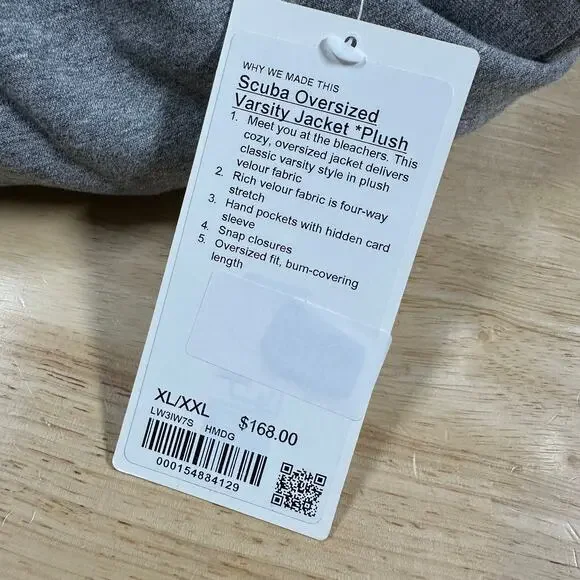 WHY WE MADE THIS
Scuba Oversized
Varsity Jacket *Plush
1. Meet you at the bleachers. This
cozy, oversized jacket delivers
classic varsity style in plush
velour fabric
2. Rich velour fabric is four-way
stretch
3. Hand pockets with hidden card
sleeve
4. Snap closures
5. Oversized fit, bum-covering
length
XL/XXL $168.00
LW3IW7S HMDG
000154884129